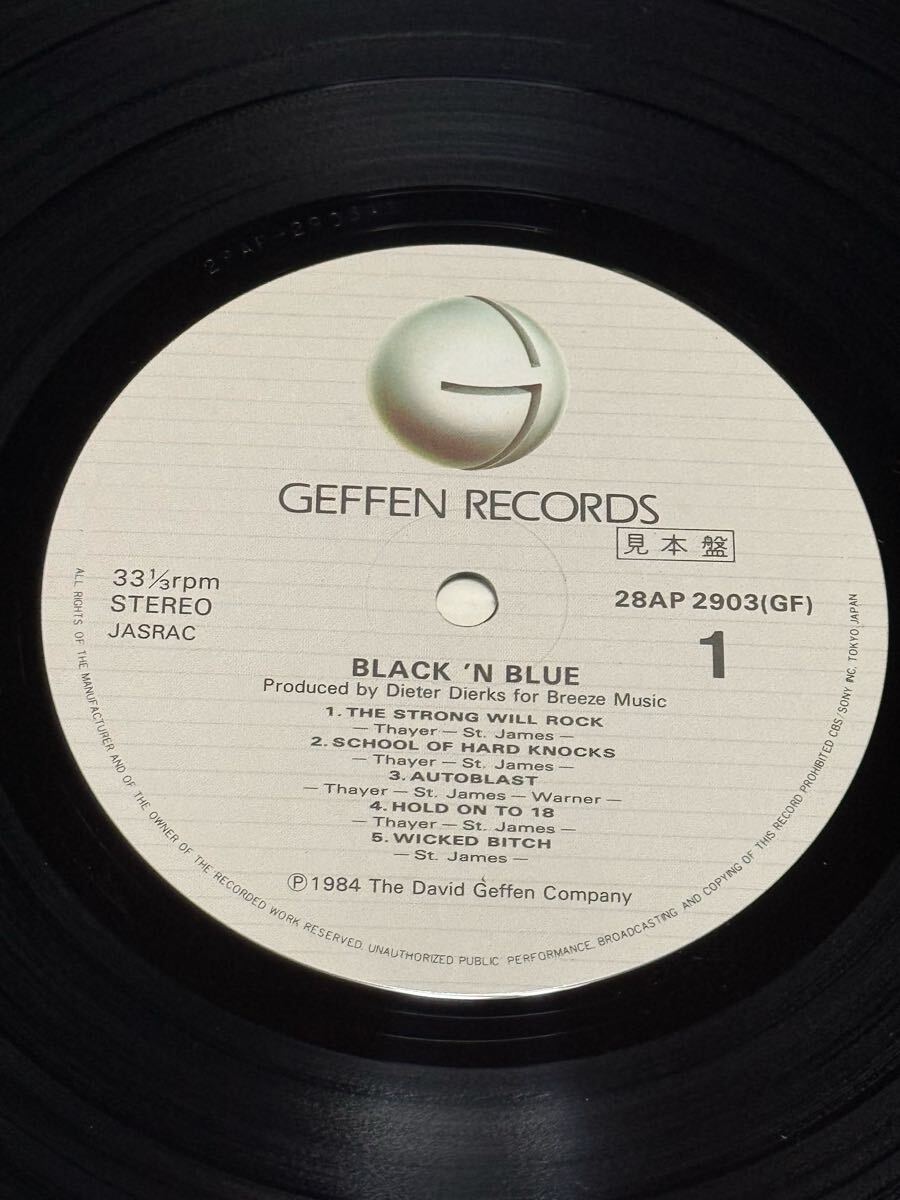 28AP-2903A
GEFFEN RECORDS
見本盤
33⅓rpm
STEREO
JASRAC
28AP 2903(GF)
1
BLACK 'N BLUE
Produced by Dieter Dierks for Breeze Music
1. THE STRONG WILL ROCK
— Thayer — St. James —
2. SCHOOL OF HARD KNOCKS
— Thayer — St. James —
3. AUTOBLAST
— Thayer — St. James — Warner —
4. HOLD ON TO 18
— Thayer — St. James —
5. WICKED BITCH
— St. James —
Ⓟ1984 The David Geffen Company
ALL RIGHTS OF THE MANUFACTURER AND OF THE OWNER OF THE RECORDED WORK RESERVED. UNAUTHORIZED PUBLIC PERFORMANCE, BROADCASTING AND COPYING OF THIS RECORD PROHIBITED CBS/SONY INC. TOKYO, JAPAN